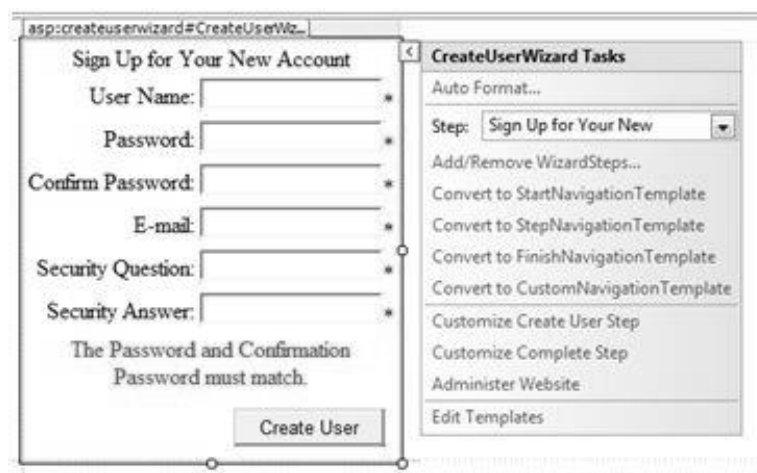 asp:createuserwizard#CreateUserWiz...
Sign Up for Your New Account
User Name: *
Password: *
Confirm Password: *
E-mail: *
Security Question: *
Security Answer: *
The Password and Confirmation
Password must match.
Create User
<
CreateUserWizard Tasks
Auto Format...
Step: Sign Up for Your New
Add/Remove WizardSteps...
Convert to StartNavigationTemplate
Convert to StepNavigationTemplate
Convert to FinishNavigationTemplate
Convert to CustomNavigationTemplate
Customize Create User Step
Customize Complete Step
Administer Website
Edit Templates